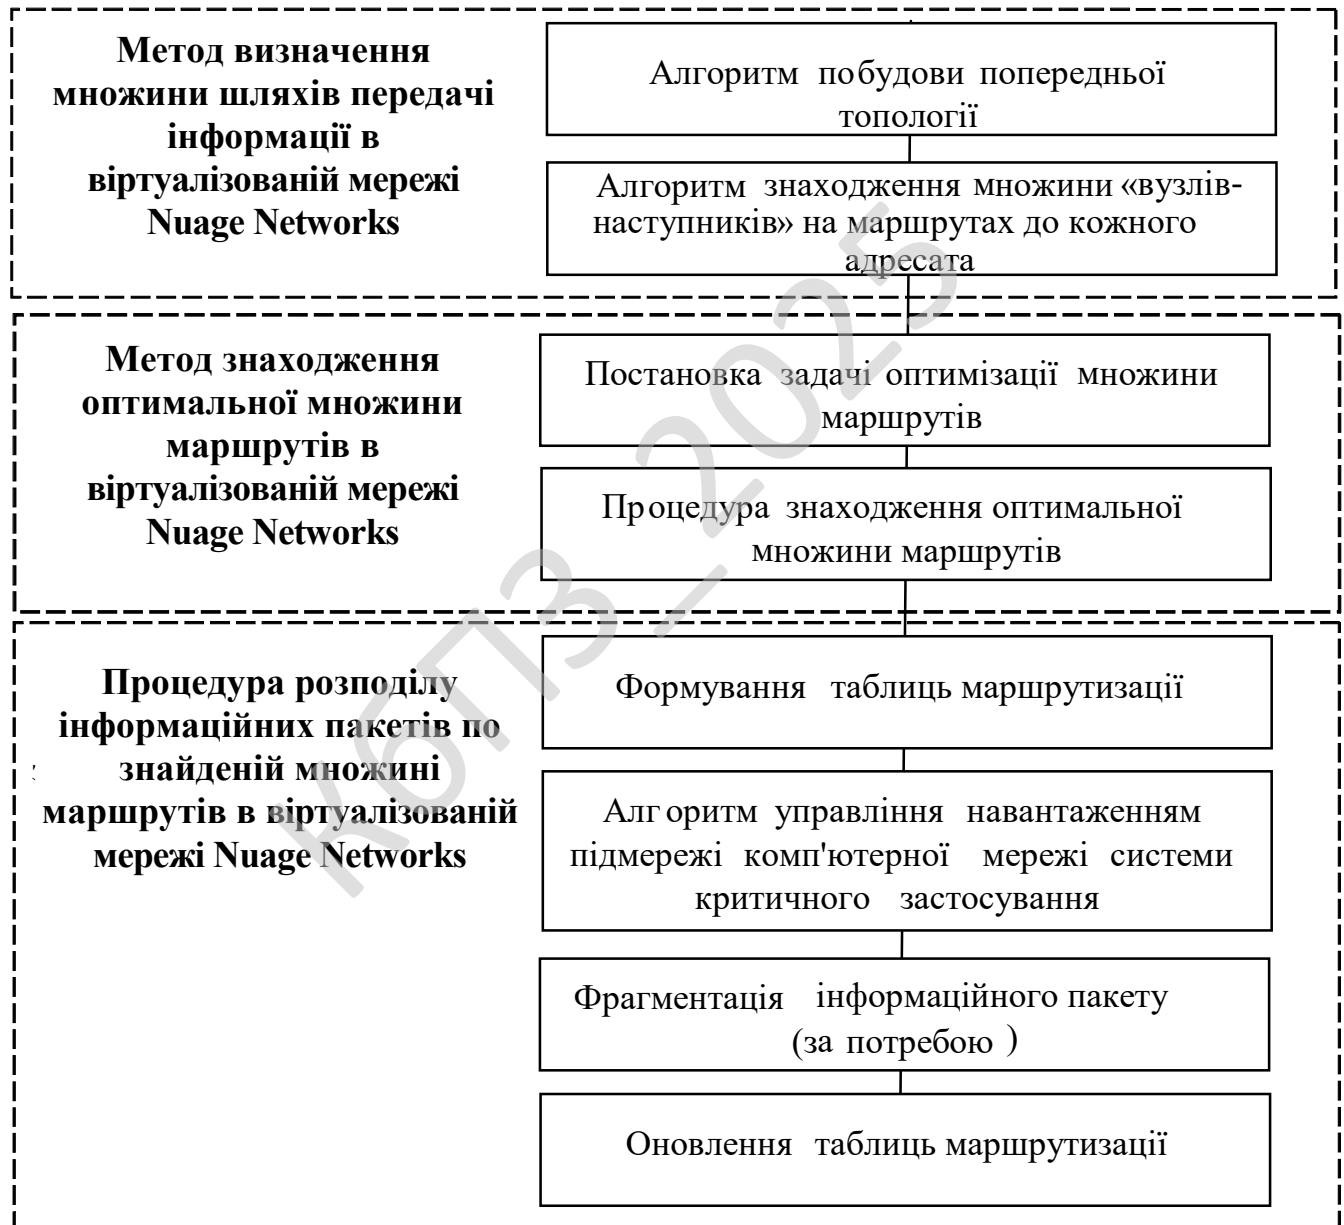 Метод визначення
множини шляхів передачі
інформації в
віртуалізованій мережі
Nuage Networks
Алгоритм побудови попередньої
топології
Алгоритм знаходження множини «вузлів-
наступників» на маршрутах до кожного
адресата
Метод знаходження
оптимальної множини
маршрутів в
віртуалізованій мережі
Nuage Networks
Постановка задачі оптимізації множини
маршрутів
Процедура знаходження оптимальної
множини маршрутів
Процедура розподілу
інформаційних пакетів по
знайденій множині
маршрутів в віртуалізованій
мережі Nuage Networks
Формування таблиць маршрутизації
Алгоритм управління навантаженням
підмережі комп'ютерної мережі системи
критичного застосування
Фрагментація інформаційного пакету
(за потребою )
Оновлення таблиць маршрутизації
КбПЗ_2025